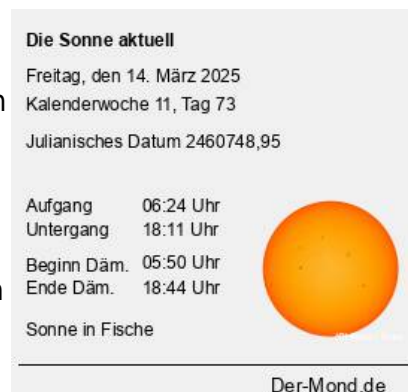 Die Sonne aktuell
Freitag, den 14. März 2025
Kalenderwoche 11, Tag 73
Julianisches Datum 2460748,95
Aufgang 06:24 Uhr
Untergang 18:11 Uhr
Beginn Däm. 05:50 Uhr
Ende Däm. 18:44 Uhr
Sonne in Fische
Der-Mond.de